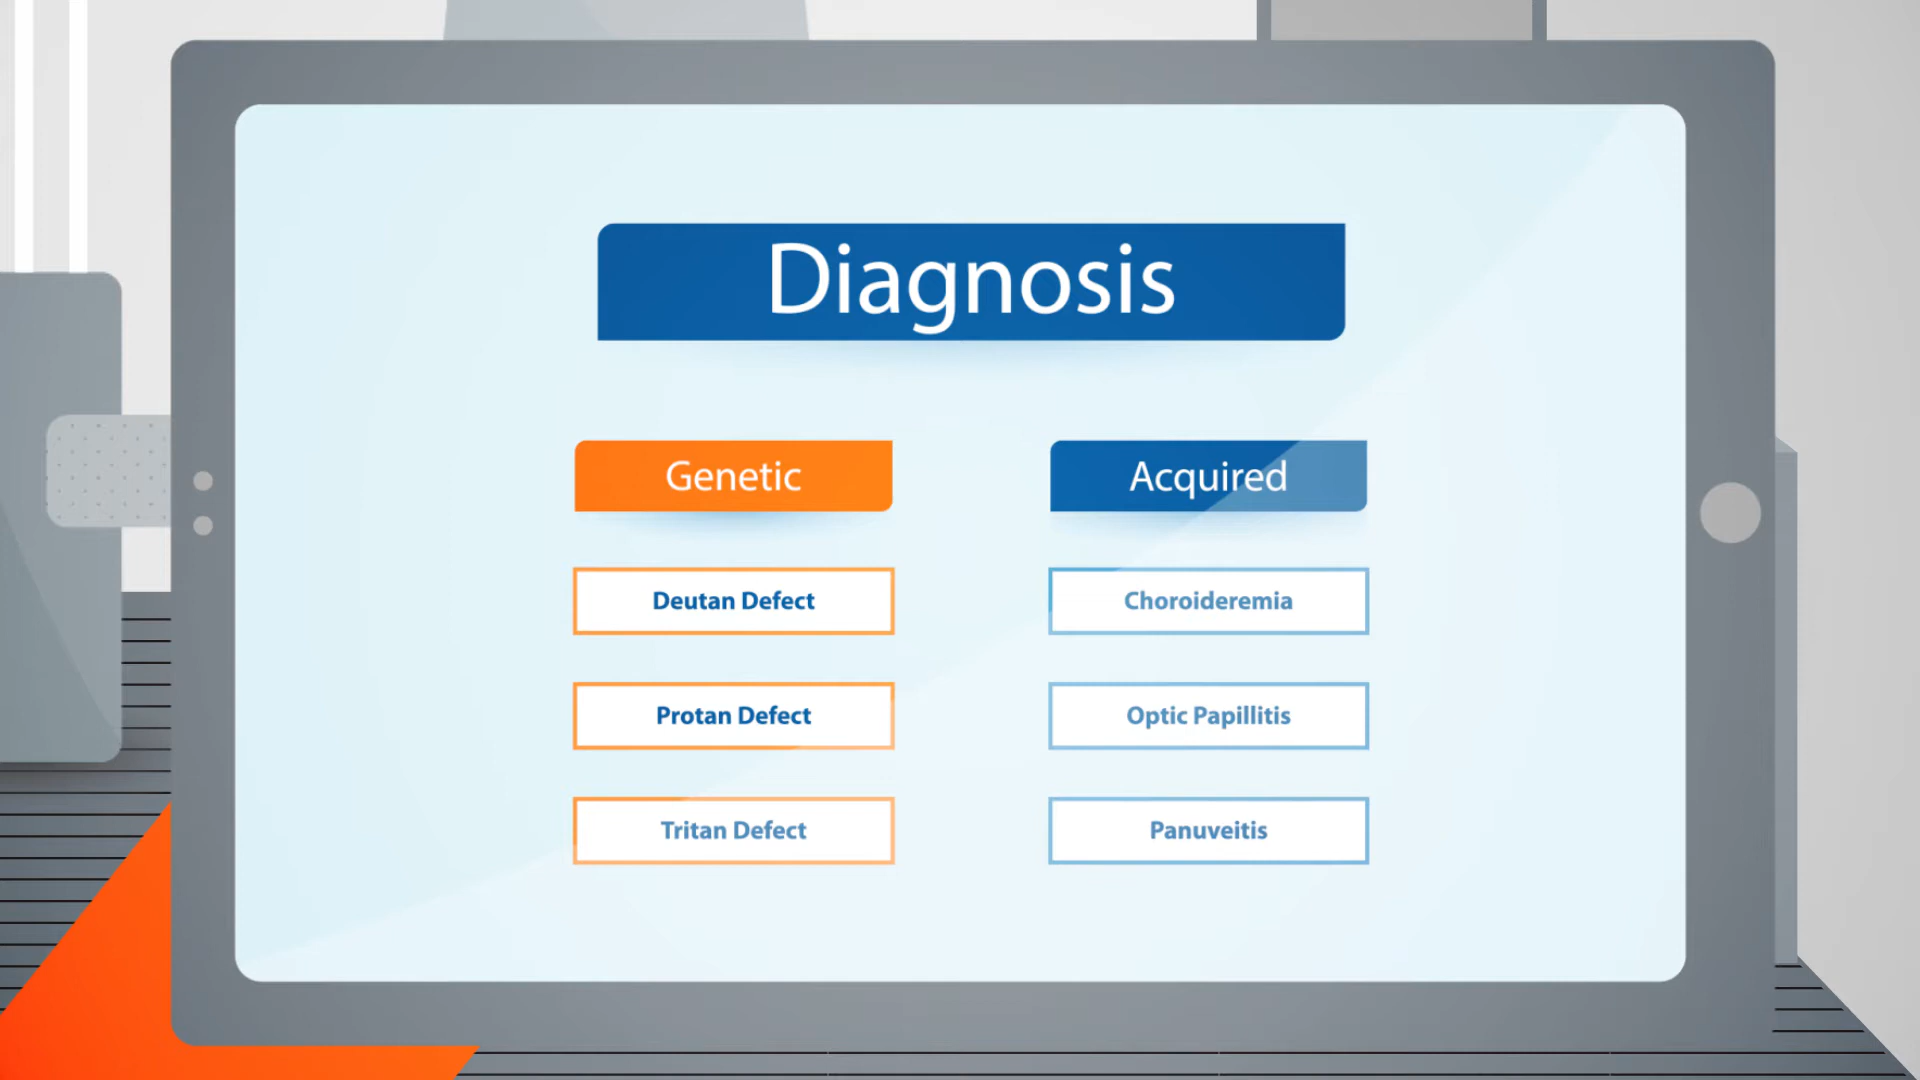 Diagnosis
Genetic
Acquired
Deutan Defect
Choroideremia
Protan Defect
Optic Papillitis
Tritan Defect
Panuveitis